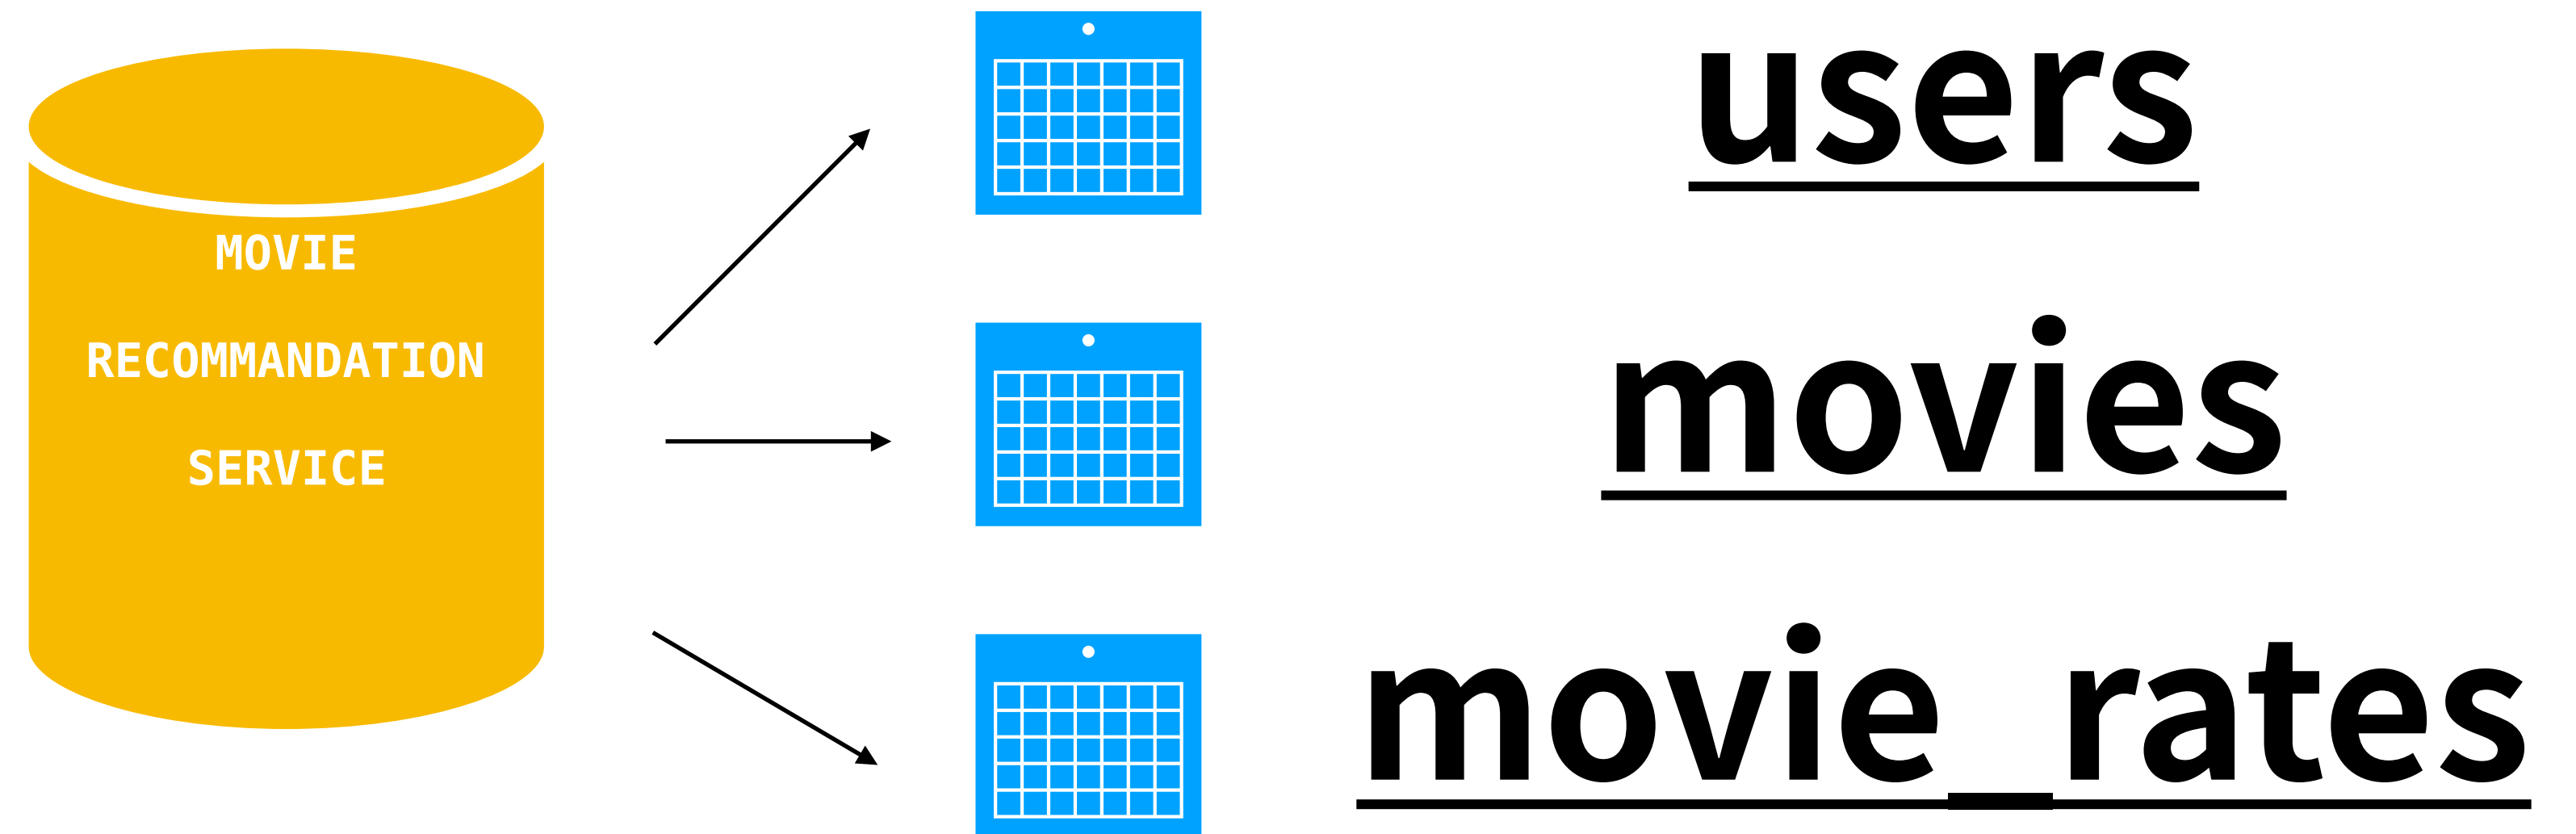 MOVIE
RECOMMANDATION
SERVICE
users
movies
movie_rates